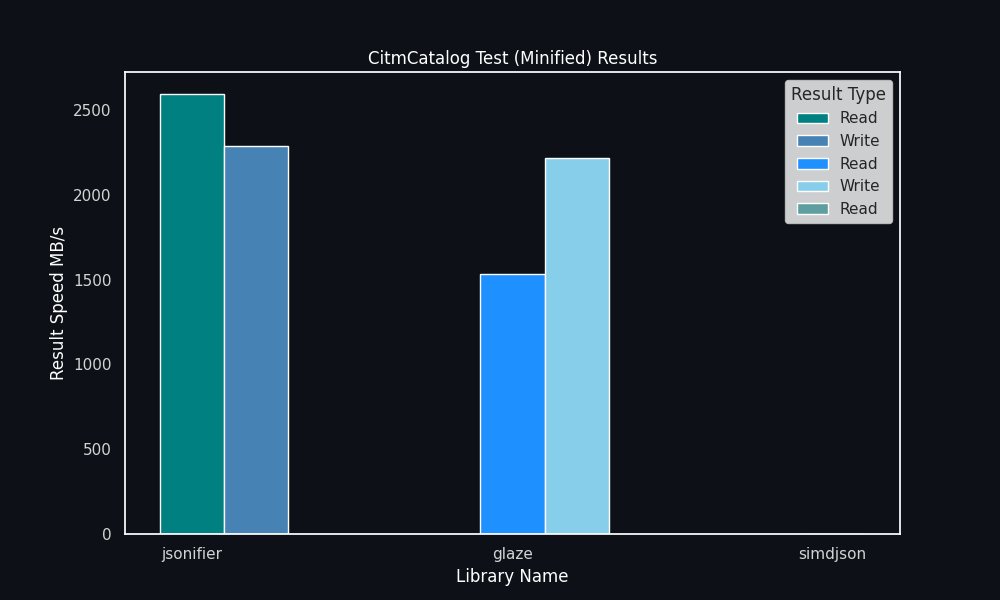 CitmCatalog Test (Minified) Results
Result Speed MB/s
2500
2000
1500
1000
500
0
Result Type
Read
Write
Read
Write
Read
jsonifier
glaze
simdjson
Library Name